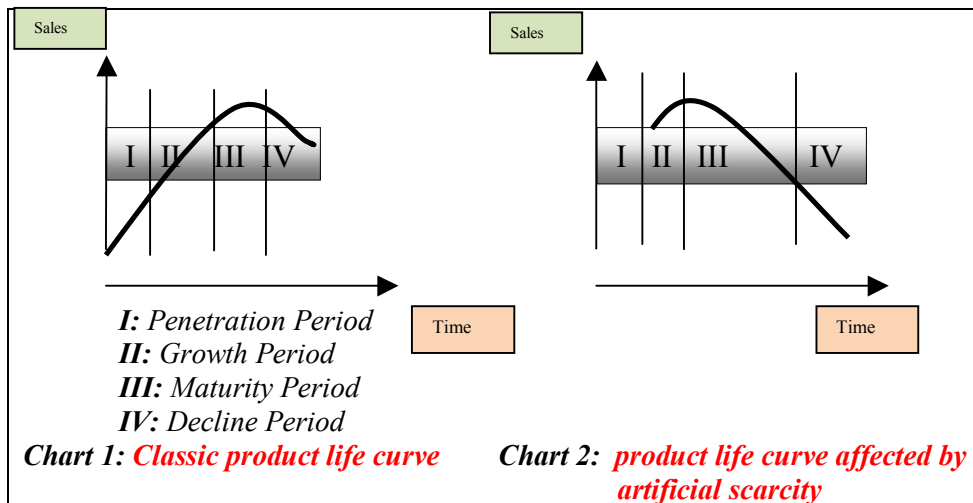 Sales
Sales
I II III IV
I II III IV
Time
Time
I: Penetration Period
II: Growth Period
III: Maturity Period
IV: Decline Period
Chart 1: Classic product life curve
Chart 2: product life curve affected by
artificial scarcity